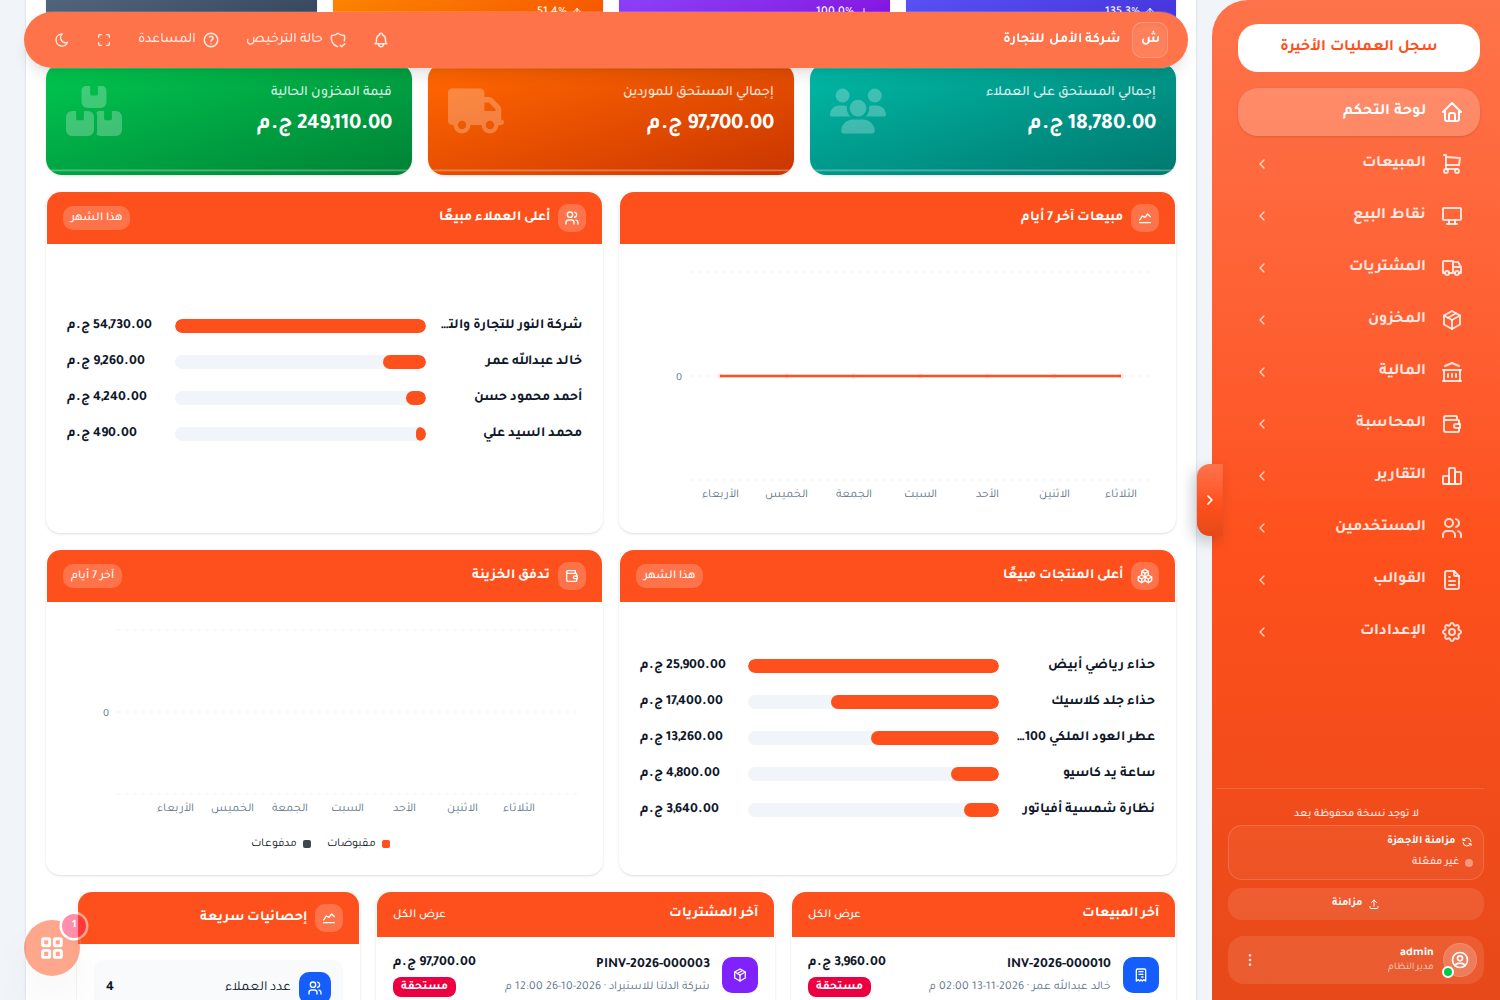 سجل العمليات الأخيرة
لوحة التحكم
المبيعات
نقاط البيع
المشتريات
المخزون
المالية
المحاسبة
التقارير
المستخدمين
القوالب
الإعدادات
لا توجد نسخة محفوظة بعد
مزامنة الأجهزة
غير مفعّلة
مزامنة
admin
مدير النظام
135.3%
100.0%
51.4%
ش
شركة الأمل للتجارة
حالة الترخيص
المساعدة
إجمالي المستحق على العملاء
18,780.00 ج.م
إجمالي المستحق للموردين
97,700.00 ج.م
قيمة المخزون الحالية
249,110.00 ج.م
مبيعات آخر 7 أيام
0
الثلاثاء الاثنين الأحد السبت الجمعة الخميس الأربعاء
أعلى العملاء مبيعًا
هذا الشهر
شركة النور للتجارة والت... 54,730.00 ج.م
خالد عبدالله عمر 9,260.00 ج.م
أحمد محمود حسن 4,240.00 ج.م
محمد السيد علي 490.00 ج.م
أعلى المنتجات مبيعًا
هذا الشهر
حذاء رياضي أبيض 25,900.00 ج.م
حذاء جلد كلاسيك 17,400.00 ج.م
عطر العود الملكي 100... 13,260.00 ج.م
ساعة يد كاسيو 4,800.00 ج.م
نظارة شمسية أفياتور 3,640.00 ج.م
تدفق الخزينة
آخر 7 أيام
0
الثلاثاء الاثنين الأحد السبت الجمعة الخميس الأربعاء
مقبوضات مدفوعات
آخر المبيعات
عرض الكل
INV-2026-000010 3,960.00 ج.م
خالد عبدالله عمر · 2026-11-13 02:00 م مستحقة
آخر المشتريات
عرض الكل
PINV-2026-000003 97,700.00 ج.م
شركة الدلتا للاستيراد · 2026-10-26 12:00 م مستحقة
إحصائيات سريعة
عدد العملاء 4
1